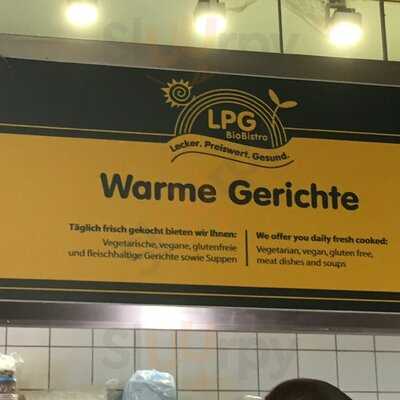 LPG
BioBistro
Lecker. Preiswert. Gesund.
Warme Gerichte
Täglich frisch gekocht bieten wir Ihnen:
Vegetarische, vegane, glutenfreie
und fleischhaltige Gerichte sowie Suppen
We offer you daily fresh cooked:
Vegetarian, vegan, gluten free,
meat dishes and soups